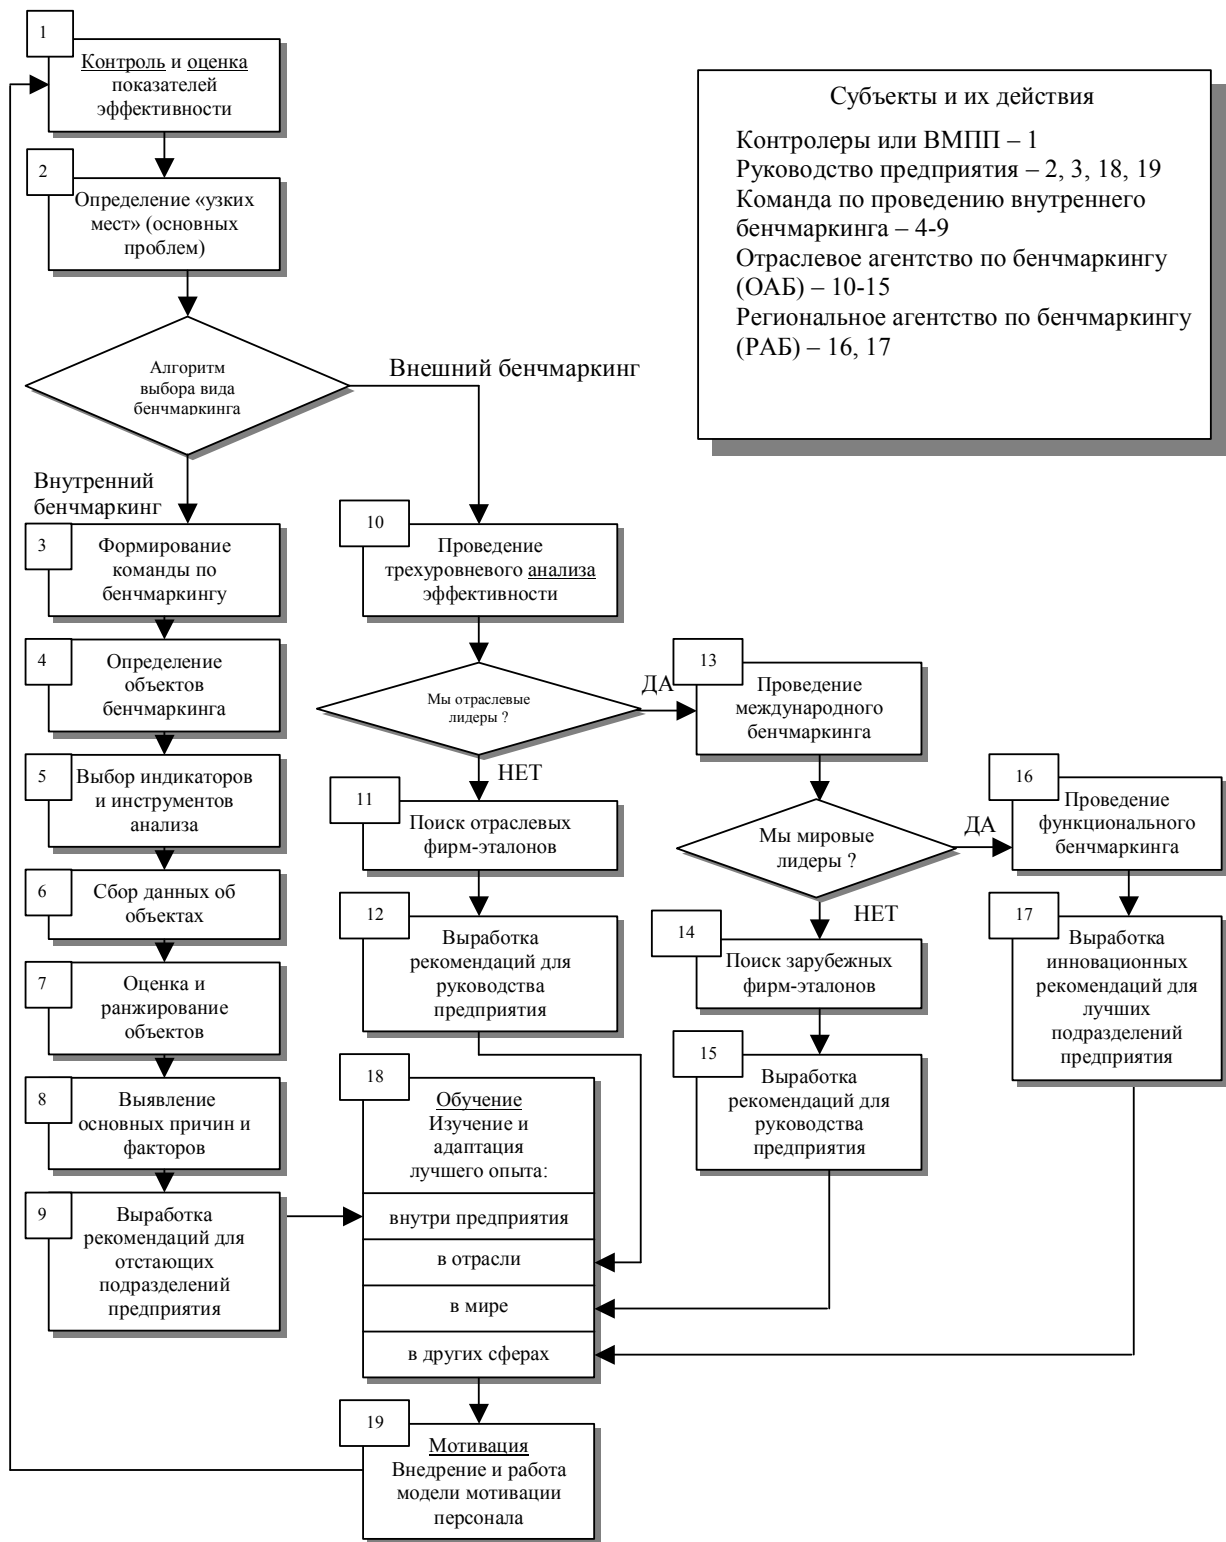 1
Контроль и оценка
показателей
эффективности
2
Определение «узких
мест» (основных
проблем)
Алгоритм
выбора вида
бенчмаркинга
Внешний бенчмаркинг
Внутренний
бенчмаркинг
Субъекты и их действия
Контролеры или ВМПП – 1
Руководство предприятия – 2, 3, 18, 19
Команда по проведению внутреннего
бенчмаркинга – 4-9
Отраслевое агентство по бенчмаркингу
(ОАБ) – 10-15
Региональное агентство по бенчмаркингу
(РАБ) – 16, 17
3
Формирование
команды по
бенчмаркингу
4
Определение
объектов
бенчмаркинга
5
Выбор индикаторов
и инструментов
анализа
6
Сбор данных об
объектах
7
Оценка и
ранжирование
объектов
8
Выявление
основных причин и
факторов
9
Выработка
рекомендаций для
отстающих
подразделений
предприятия
10
Проведение
трехуровневого анализа
эффективности
Мы отраслевые
лидеры ?
ДА
НЕТ
11
Поиск отраслевых
фирм-эталонов
12
Выработка
рекомендаций для
руководства
предприятия
13
Проведение
международного
бенчмаркинга
Мы мировые
лидеры ?
ДА
НЕТ
14
Поиск зарубежных
фирм-эталонов
15
Выработка
рекомендаций для
руководства
предприятия
16
Проведение
функционального
бенчмаркинга
17
Выработка
инновационных
рекомендаций для
лучших
подразделений
предприятия
18
Обучение
Изучение и
адаптация
лучшего опыта:
внутри предприятия
в отрасли
в мире
в других сферах
19
Мотивация
Внедрение и работа
модели мотивации
персонала